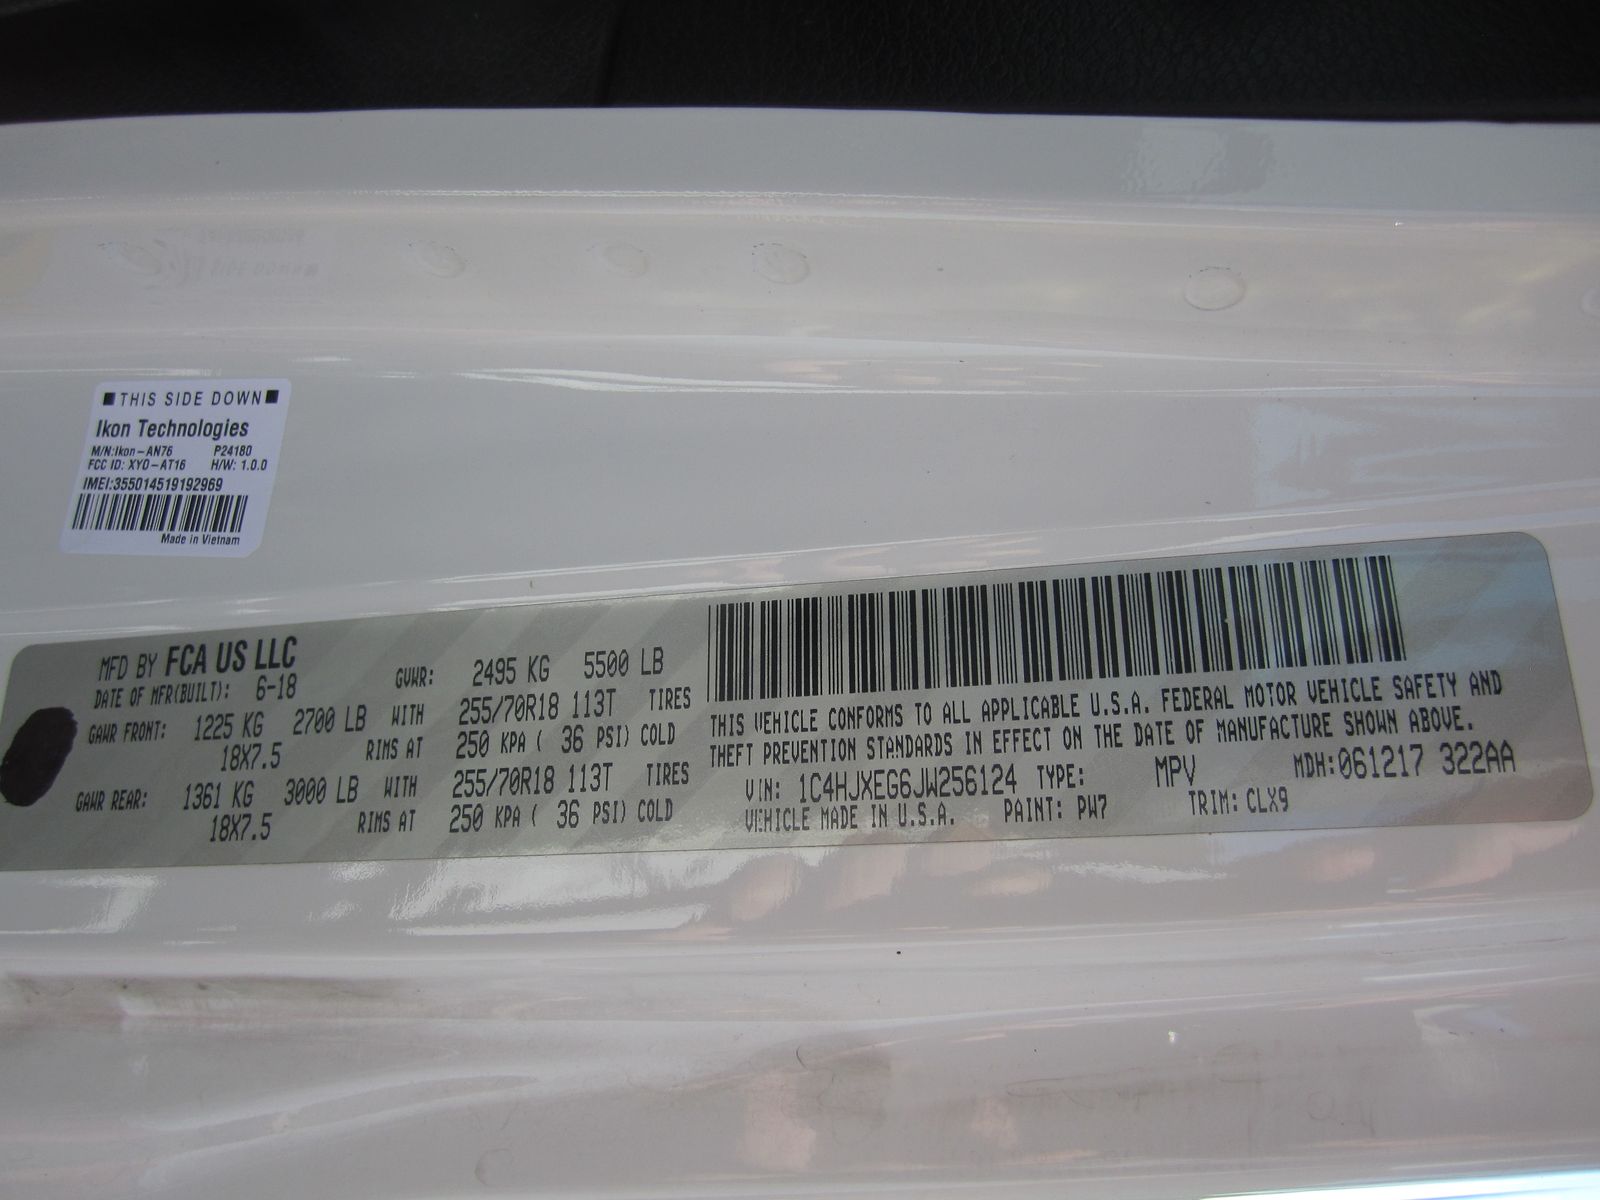 ■ THIS SIDE DOWN ■
Ikon Technologies
M/N:Ikon-AN76 P24180
FCC ID: XYO-AT16 H/W: 1.0.0
IMEI:355014519192969
Made in Vietnam
MFD BY FCA US LLC
DATE OF MFR(BUILT): 6-18
GVWR: 2495 KG 5500 LB
GAWR FRONT: 1225 KG 2700 LB WITH 255/70R18 113T TIRES
18X7.5 RIMS AT 250 KPA ( 36 PSI) COLD
GAWR REAR: 1361 KG 3000 LB WITH 255/70R18 113T TIRES
18X7.5 RIMS AT 250 KPA ( 36 PSI) COLD
THIS VEHICLE CONFORMS TO ALL APPLICABLE U.S.A. FEDERAL MOTOR VEHICLE SAFETY AND
THEFT PREVENTION STANDARDS IN EFFECT ON THE DATE OF MANUFACTURE SHOWN ABOVE.
VIN: 1C4HJXEG6JW256124 TYPE: MPV MDH:061217 322AA
VEHICLE MADE IN U.S.A. PAINT: PW7 TRIM: CLX9